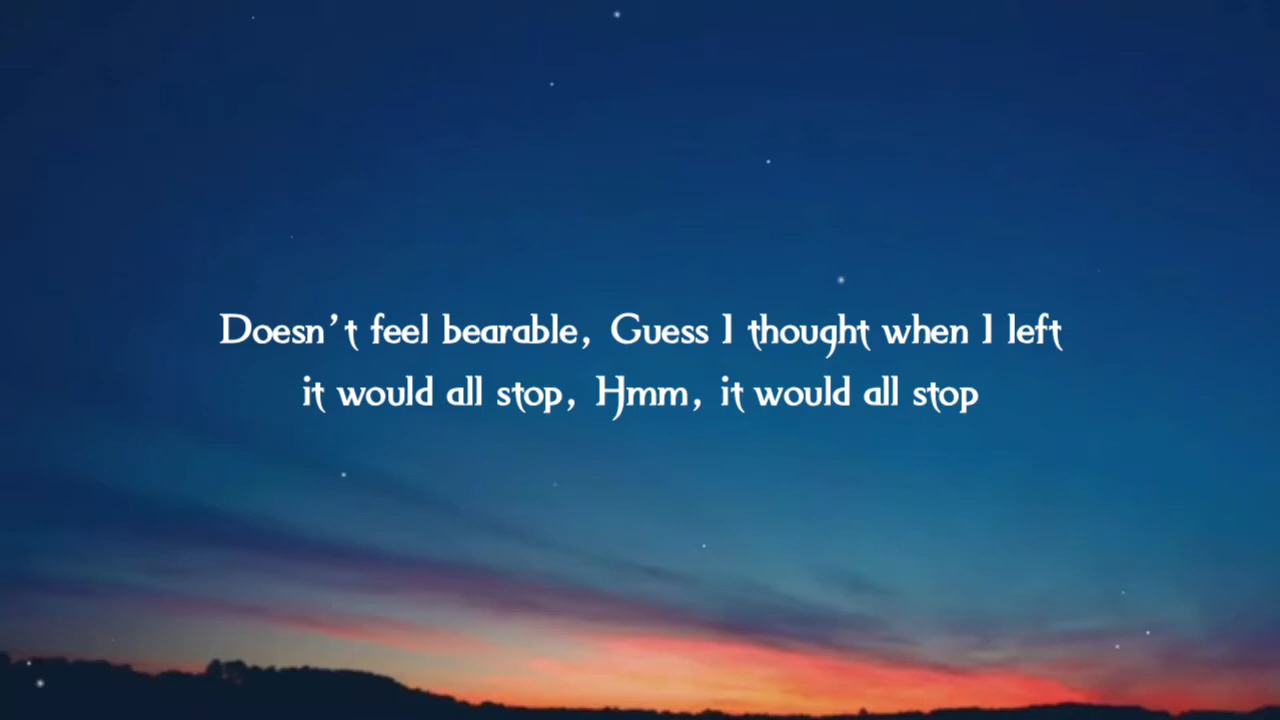 Doesn't feel bearable, Guess I thought when I left
it would all stop, Hmm, it would all stop